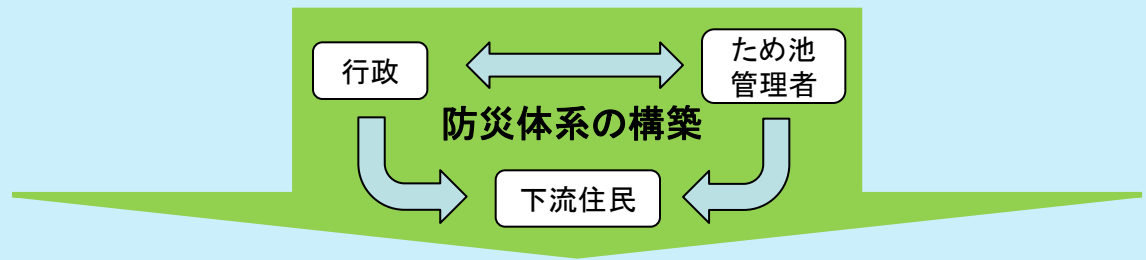 行政
ため池
管理者
防災体系の構築
下流住民